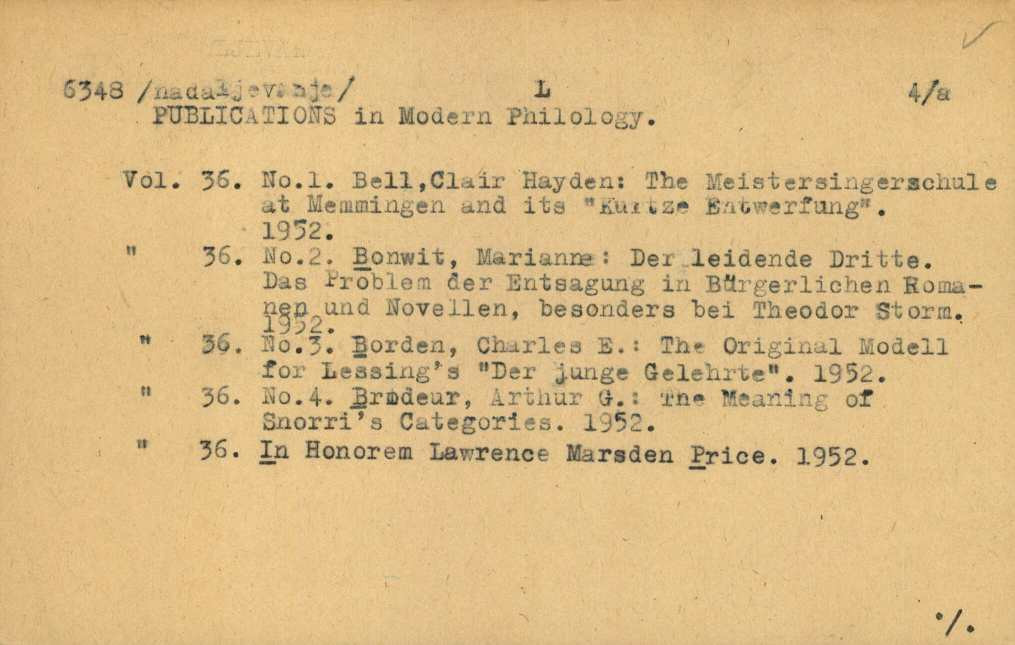 6348 /nadaljevanje/ L 4/a
PUBLICATIONS in Modern Philology.
Vol. 36. No.1. Bell,Clair Hayden: The Meistersingerschule
at Memmingen and its "Kurtze Entwerfung".
1952.
" 36. No.2. Bonwit, Marianne: Der leidende Dritte.
Das Problem der Entsagung in Bürgerlichen Roma-
nen und Novellen, besonders bei Theodor Storm.
1952.
" 36. No.3. Borden, Charles E.: The Original Modell
for Lessing's "Der junge Gelehrte". 1952.
" 36. No.4. Brodeur, Arthur G.: The Meaning of
Snorri's Categories. 1952.
" 36. In Honorem Lawrence Marsden Price. 1952.
./.